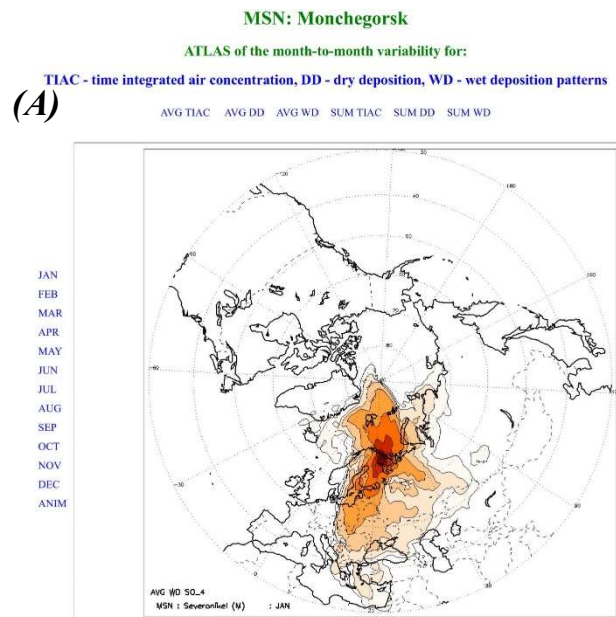 MSN: Monchegorsk
ATLAS of the month-to-month variability for:
TIAC - time integrated air concentration, DD - dry deposition, WD - wet deposition patterns
(A)
AVG TIAC AVG DD AVG WD SUM TIAC SUM DD SUM WD
JAN
FEB
MAR
APR
MAY
JUN
JUL
AUG
SEP
OCT
NOV
DEC
ANIM
AVG WD SO_4
MSN : Severonikel (M) : JAN